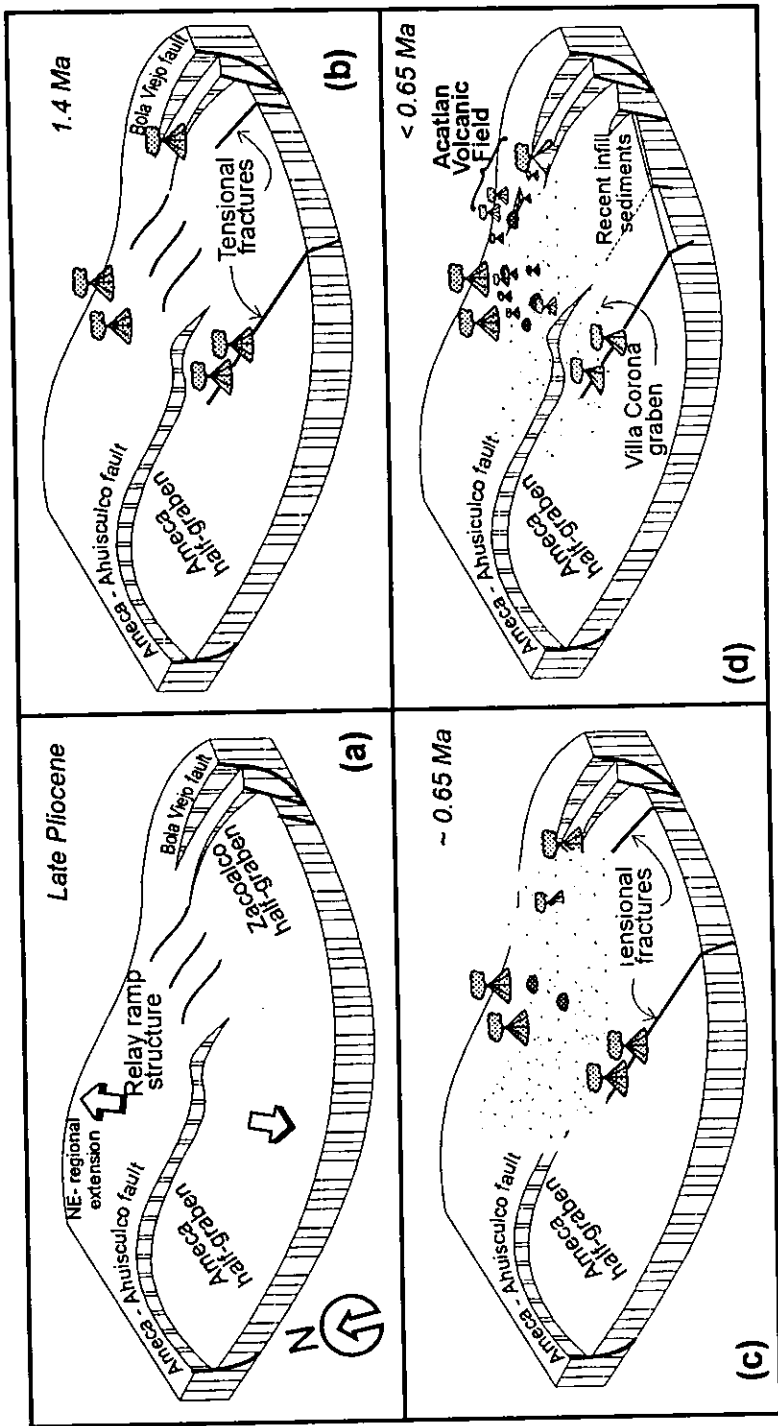 Late Pliocene
NE- regional
extension
Relay ramp
structure
Bola Viejo fault
Ameca - Ahuisculco fault
Ameca
half-graben
Zacoalco
half-graben
N
(a)
1.4 Ma
Bola Viejo fault
Ameca - Ahuisculco fault
Ameca
half-graben
Tensional
fractures
(b)
~ 0.65 Ma
Ameca - Ahuisculco fault
Ameca
half-graben
Tensional
fractures
(c)
< 0.65 Ma
Acatlan
Volcanic
Field
Ameca - Ahusiculco fault
Ameca
half-graben
Villa Corona
graben
Recent infill
sediments
(d)